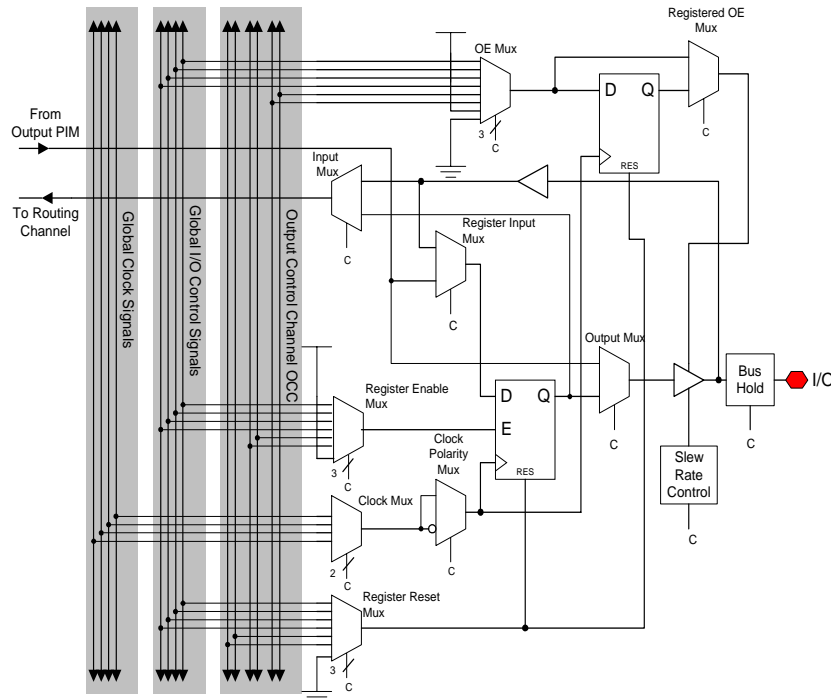 Registered OE
Mux
OE Mux
D Q
RES
3
C
C
From
Output PIM
Input
Mux
To Routing
Channel
C
Register Input
Mux
C
Global Clock Signals
Global I/O Control Signals
Output Control Channel OCC
Output Mux
C
Bus
Hold
I/O
C
Register Enable
Mux
D Q
E
RES
3
C
Clock
Polarity
Mux
Slew
Rate
Control
C
Clock Mux
2
C
C
Register Reset
Mux
3
C